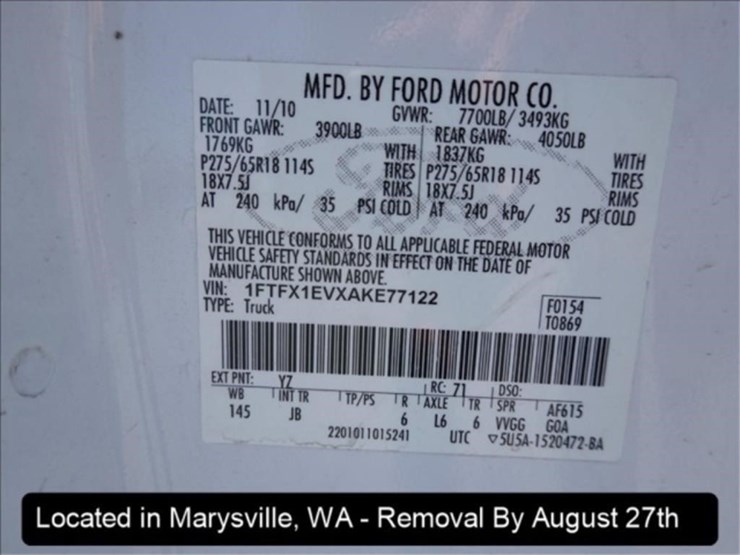 MFD. BY FORD MOTOR CO.
DATE: 11/10 GVWR: 7700LB/ 3493KG
FRONT GAWR: 3900LB REAR GAWR: 4050LB
1769KG WITH 1837KG WITH
P275/65R18 114S TIRES P275/65R18 114S TIRES
18X7.5J RIMS 18X7.5J RIMS
AT 240 kPa/ 35 PSI COLD AT 240 kPa/ 35 PSI COLD
THIS VEHICLE CONFORMS TO ALL APPLICABLE FEDERAL MOTOR
VEHICLE SAFETY STANDARDS IN EFFECT ON THE DATE OF
MANUFACTURE SHOWN ABOVE.
VIN: 1FTFX1EVXAKE77122
TYPE: Truck
F0154
T0869
EXT PNT: YZ RC: 71 DSO:
WB INT TR TP/PS R AXLE TR SPR AF615
145 JB 6 L6 6 VVGG GOA
2201011015241 UTC ▽5U5A-1520472-BA
Located in Marysville, WA - Removal By August 27th